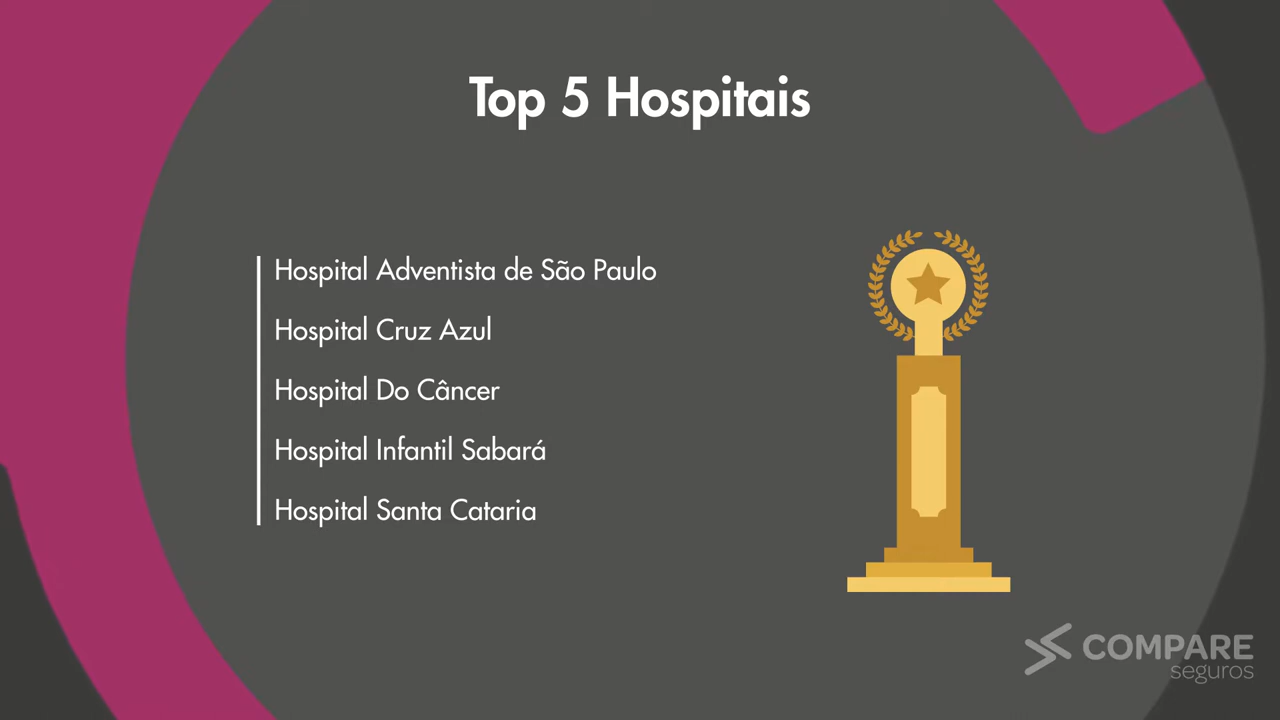 Top 5 Hospitais
Hospital Adventista de São Paulo
Hospital Cruz Azul
Hospital Do Câncer
Hospital Infantil Sabará
Hospital Santa Cataria
COMPARE
seguros